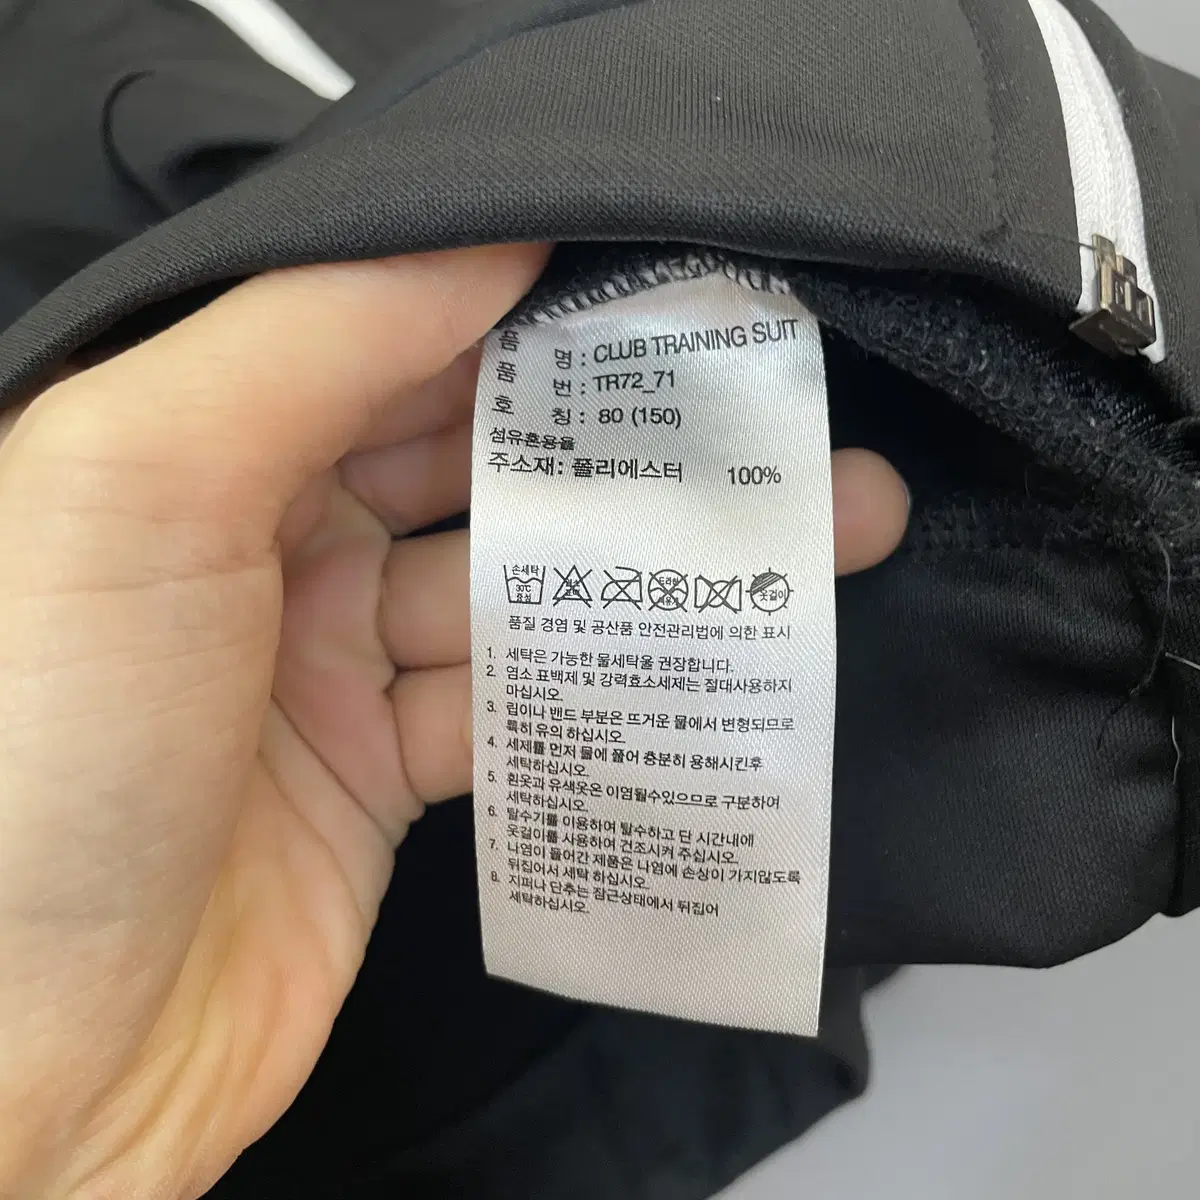 품 명 : CLUB TRAINING SUIT
품 번 : TR72_71
호 칭 : 80 (150)
섬유혼용율
주소재: 폴리에스터 100%
손세탁
30℃
중성
드라이
석유계
옷걸이
품질 경영 및 공산품 안전관리법에 의한 표시
1. 세탁은 가능한 물세탁을 권장합니다.
2. 염소 표백제 및 강력효소세제는 절대사용하지
마십시오.
3. 립이나 밴드 부분은 뜨거운 물에서 변형되므로
특히 유의 하십시오.
4. 세제를 먼저 물에 풀어 충분히 용해시킨후
세탁하십시오.
5. 흰옷과 유색옷은 이염될수있으므로 구분하여
세탁하십시오.
6. 탈수기를 이용하여 탈수하고 단 시간내에
옷걸이를 사용하여 건조시켜 주십시오.
7. 나염이 들어간 제품은 나염에 손상이 가지않도록
뒤집어서 세탁 하십시오.
8. 지퍼나 단추는 잠근상태에서 뒤집어
세탁하십시오.